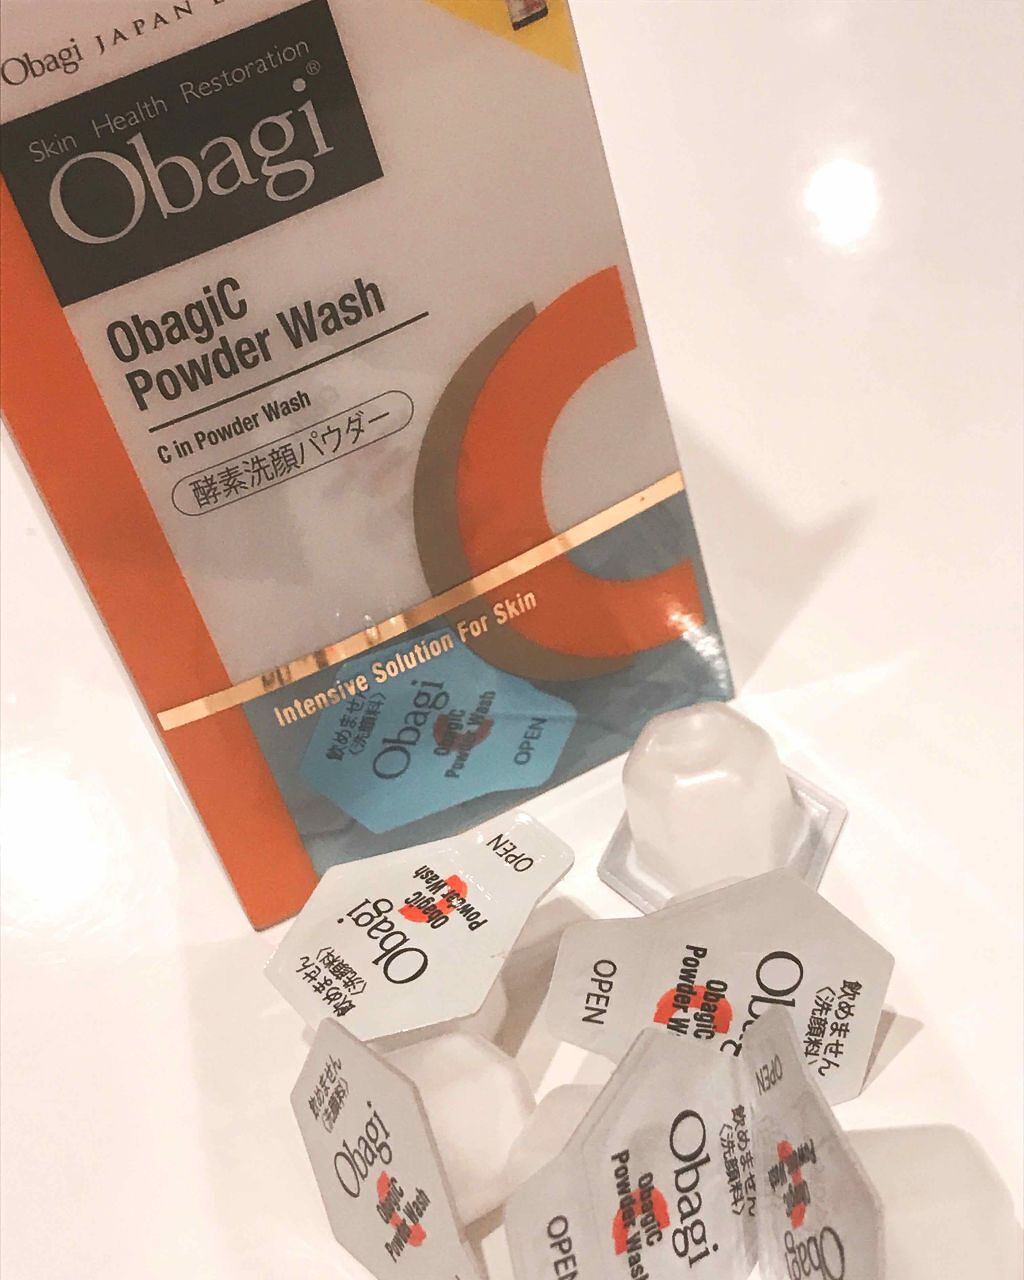 Obagi JAPAN
Skin Health Restoration
Obagi®
ObagiC
Powder Wash
C in Powder Wash
酵素洗顔パウダー
Intensive Solution For Skin
飲めません
〈洗顔料〉
Obagi
ObagiC
Powder Wash
OPEN
OPEN
ObagiC
Powder Wash
Obagi
飲めません
〈洗顔料〉
OPEN
ObagiC
Powder W
Obag
飲めません
〈洗顔料〉
飲めません
〈洗顔料〉
Obagi
ObagiC
Powder Wash
OPEN
ObagiC
Powder Wash
Obagi
飲めません
〈洗顔料〉
OPEN
Obagi